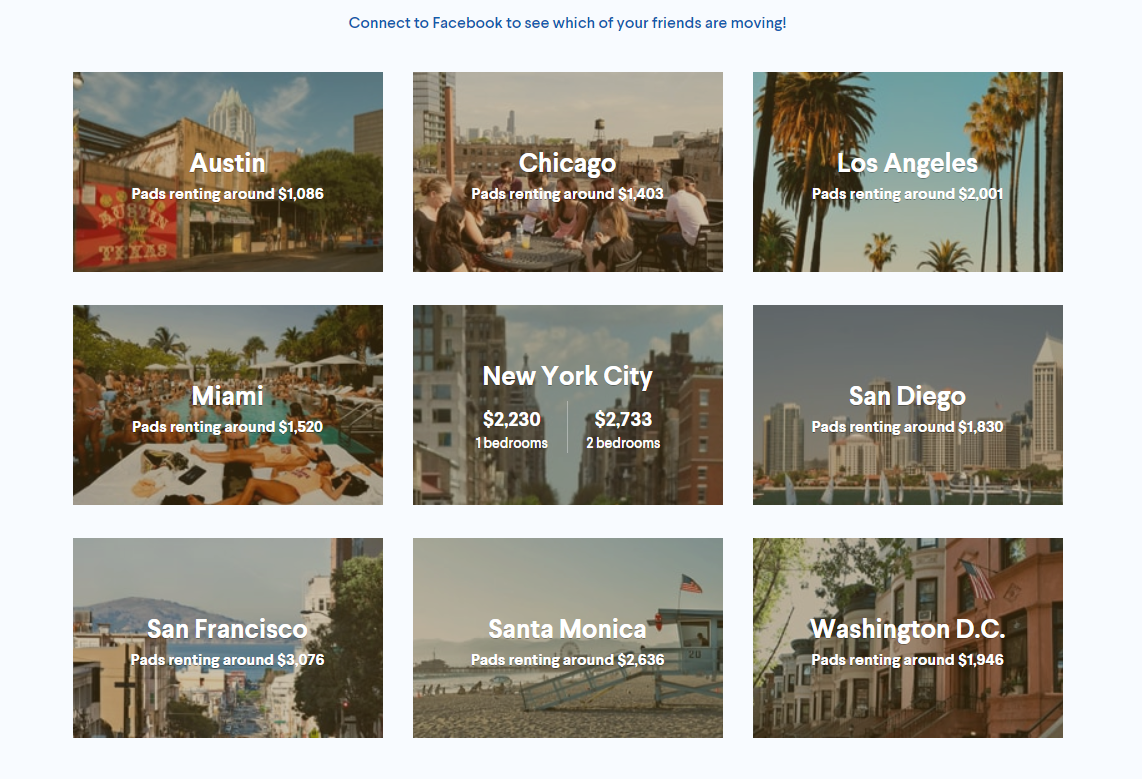 Connect to Facebook to see which of your friends are moving!
Austin
Pads renting around $1,086
AUSTIN
TEXAS
Chicago
Pads renting around $1,403
Los Angeles
Pads renting around $2,001
Miami
Pads renting around $1,520
New York City
$2,230
1 bedrooms
$2,733
2 bedrooms
San Diego
Pads renting around $1,830
San Francisco
Pads renting around $3,076
Santa Monica
Pads renting around $2,636
20
Washington D.C.
Pads renting around $1,946